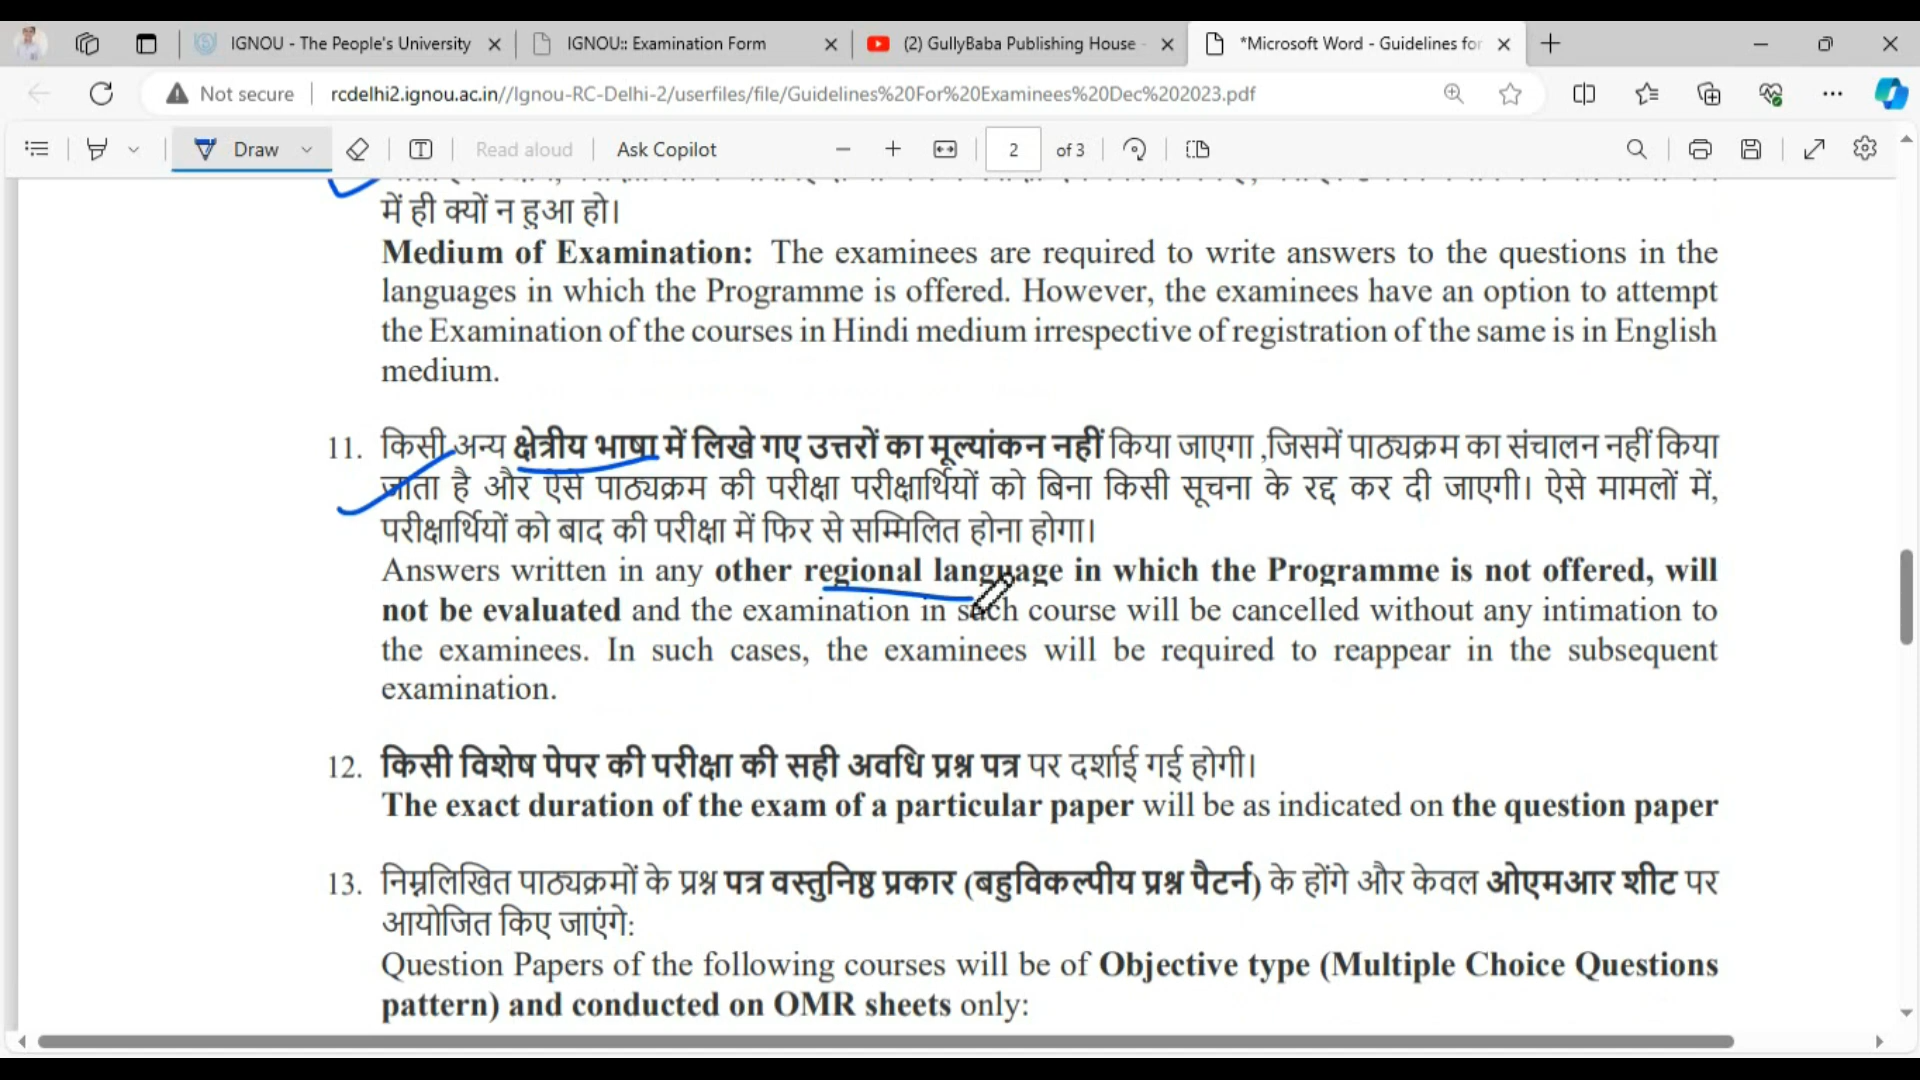 IGNOU - The People's University
IGNOU:: Examination Form
(2) GullyBaba Publishing House -
*Microsoft Word - Guidelines for
Not secure
rcdelhi2.ignou.ac.in//Ignou-RC-Delhi-2/userfiles/file/Guidelines%20For%20Examinees%20Dec%202023.pdf
Draw
Read aloud
Ask Copilot
2
of 3
में ही क्यों न हुआ हो।
Medium of Examination: The examinees are required to write answers to the questions in the
languages in which the Programme is offered. However, the examinees have an option to attempt
the Examination of the courses in Hindi medium irrespective of registration of the same is in English
medium.
11. किसी अन्य क्षेत्रीय भाषा में लिखे गए उत्तरों का मूल्यांकन नहीं किया जाएगा ,जिसमें पाठ्यक्रम का संचालन नहीं किया
जाता है और ऐसे पाठ्यक्रम की परीक्षा परीक्षार्थियों को बिना किसी सूचना के रद्द कर दी जाएगी। ऐसे मामलों में,
परीक्षार्थियों को बाद की परीक्षा में फिर से सम्मिलित होना होगा।
Answers written in any other regional language in which the Programme is not offered, will
not be evaluated and the examination in such course will be cancelled without any intimation to
the examinees. In such cases, the examinees will be required to reappear in the subsequent
examination.
12. किसी विशेष पेपर की परीक्षा की सही अवधि प्रश्न पत्र पर दर्शाई गई होगी।
The exact duration of the exam of a particular paper will be as indicated on the question paper
13. निम्नलिखित पाठ्यक्रमों के प्रश्न पत्र वस्तुनिष्ठ प्रकार (बहुविकल्पीय प्रश्न पैटर्न) के होंगे और केवल ओएमआर शीट पर
आयोजित किए जाएंगे:
Question Papers of the following courses will be of Objective type (Multiple Choice Questions
pattern) and conducted on OMR sheets only: